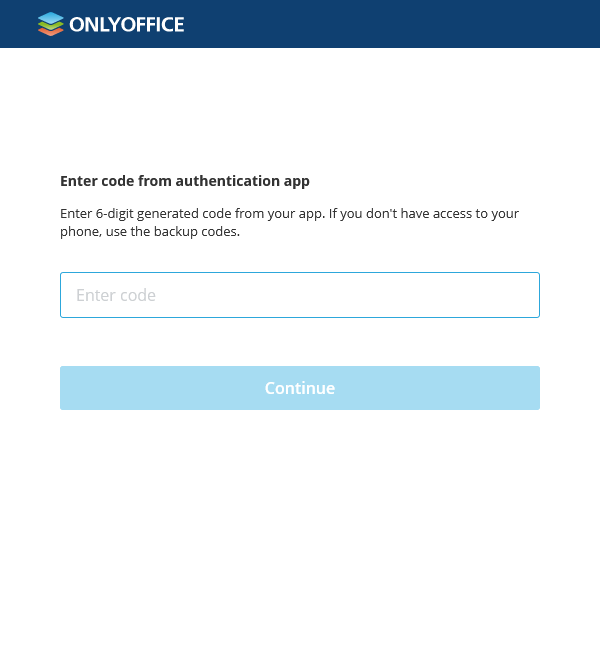 ONLYOFFICE
Enter code from authentication app
Enter 6-digit generated code from your app. If you don't have access to your
phone, use the backup codes.
Enter code
Continue